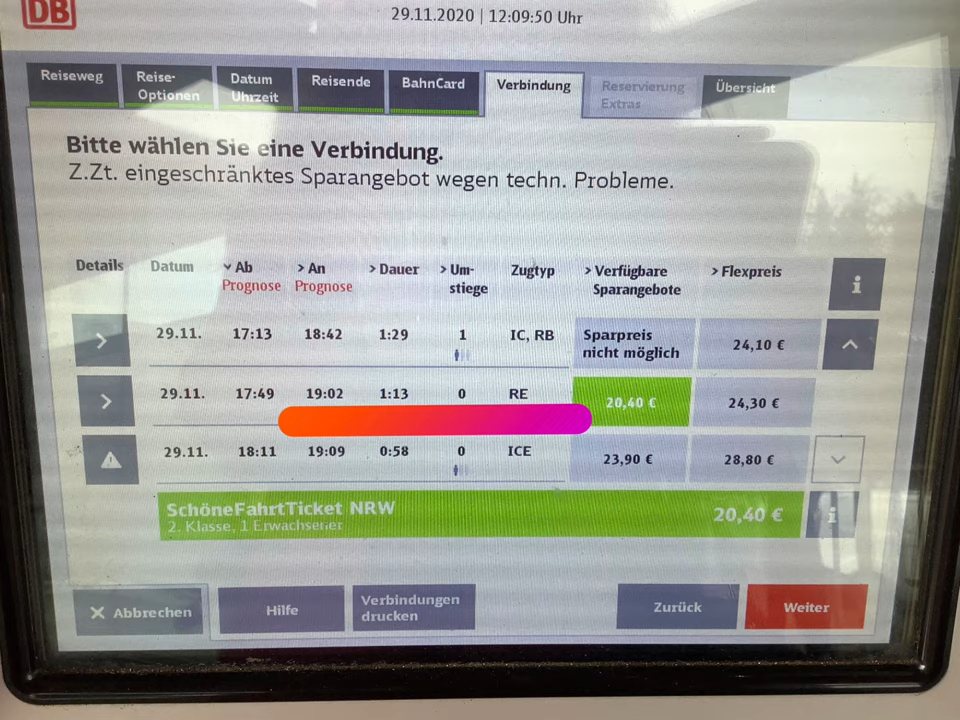 DB
29.11.2020 | 12:09:50 Uhr
Reiseweg
Reise-
Optionen
Datum
Uhrzeit
Reisende
BahnCard
Verbindung
Reservierung
Extras
Übersicht
Bitte wählen Sie eine Verbindung.
Z.Zt. eingeschränktes Sparangebot wegen techn. Probleme.
Details
Datum
Ab
Prognose
An
Prognose
Dauer
Um-
stiege
Zugtyp
Verfügbare
Sparangebote
Flexpreis
i
29.11. 17:13 18:42 1:29 1 IC, RB
Sparpreis
nicht möglich
24,10 €
29.11. 17:49 19:02 1:13 0 RE 20,40 € 24,30 €
29.11. 18:11 19:09 0:58 0 ICE 23,90 € 28,80 €
SchöneFahrtTicket NRW
2. Klasse, 1 Erwachsener
20,40 €
i
Abbrechen
Hilfe
Verbindungen
drucken
Zurück
Weiter